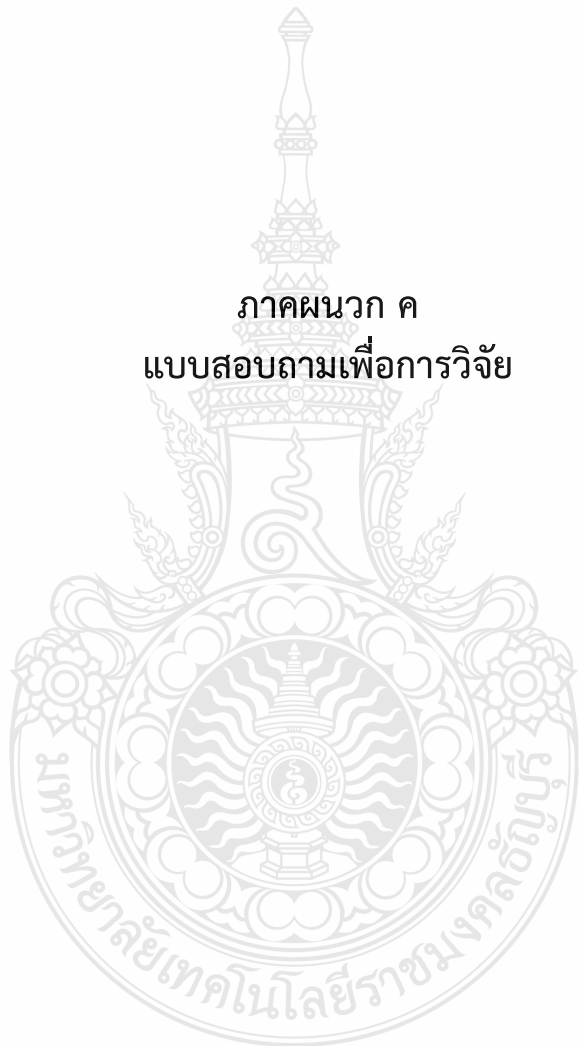 ภาคผนวก ค
แบบสอบถามเพื่อการวิจัย
มหาวิทยาลัยเทคโนโลยีราชมงคลธัญบุรี